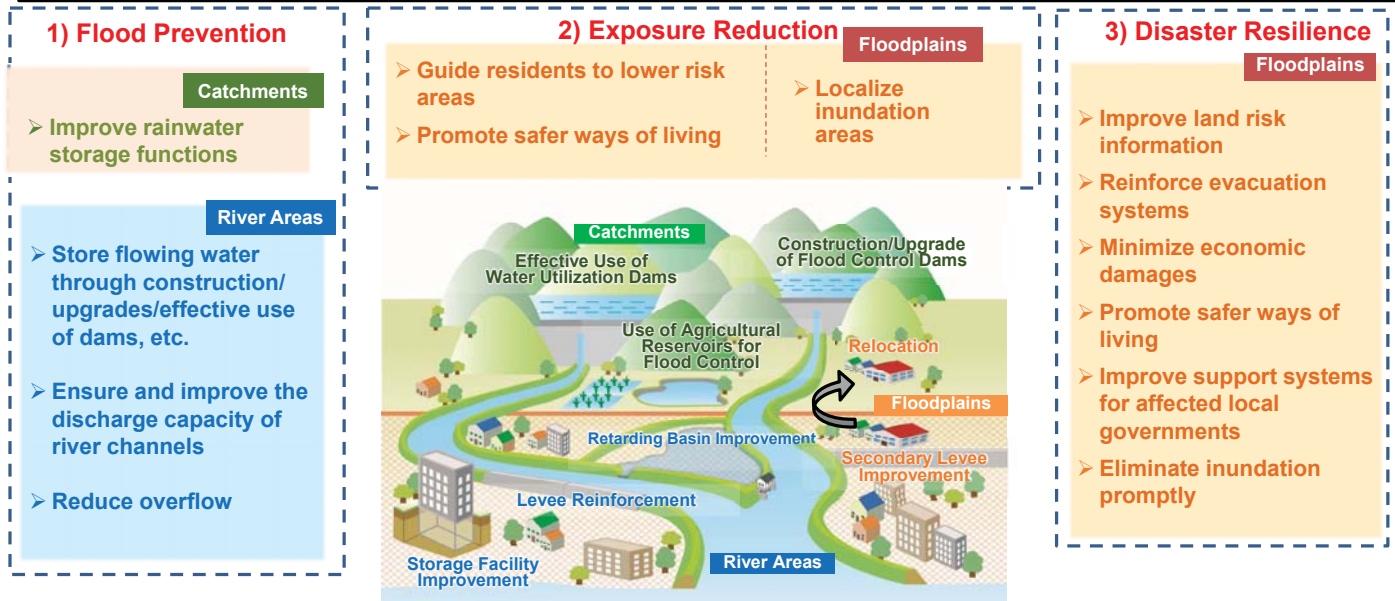 1) Flood Prevention
Catchments
➢ Improve rainwater
storage functions
River Areas
➢ Store flowing water
through construction/
upgrades/effective use
of dams, etc.
➢ Ensure and improve the
discharge capacity of
river channels
➢ Reduce overflow
2) Exposure Reduction
Floodplains
➢ Guide residents to lower risk
areas
➢ Promote safer ways of living
➢ Localize
inundation
areas
Catchments
Effective Use of
Water Utilization Dams
Construction/Upgrade
of Flood Control Dams
Use of Agricultural
Reservoirs for
Flood Control
Relocation
Floodplains
Retarding Basin Improvement
Secondary Levee
Improvement
Levee Reinforcement
Storage Facility
Improvement
River Areas
3) Disaster Resilience
Floodplains
➢ Improve land risk
information
➢ Reinforce evacuation
systems
➢ Minimize economic
damages
➢ Promote safer ways of
living
➢ Improve support systems
for affected local
governments
➢ Eliminate inundation
promptly